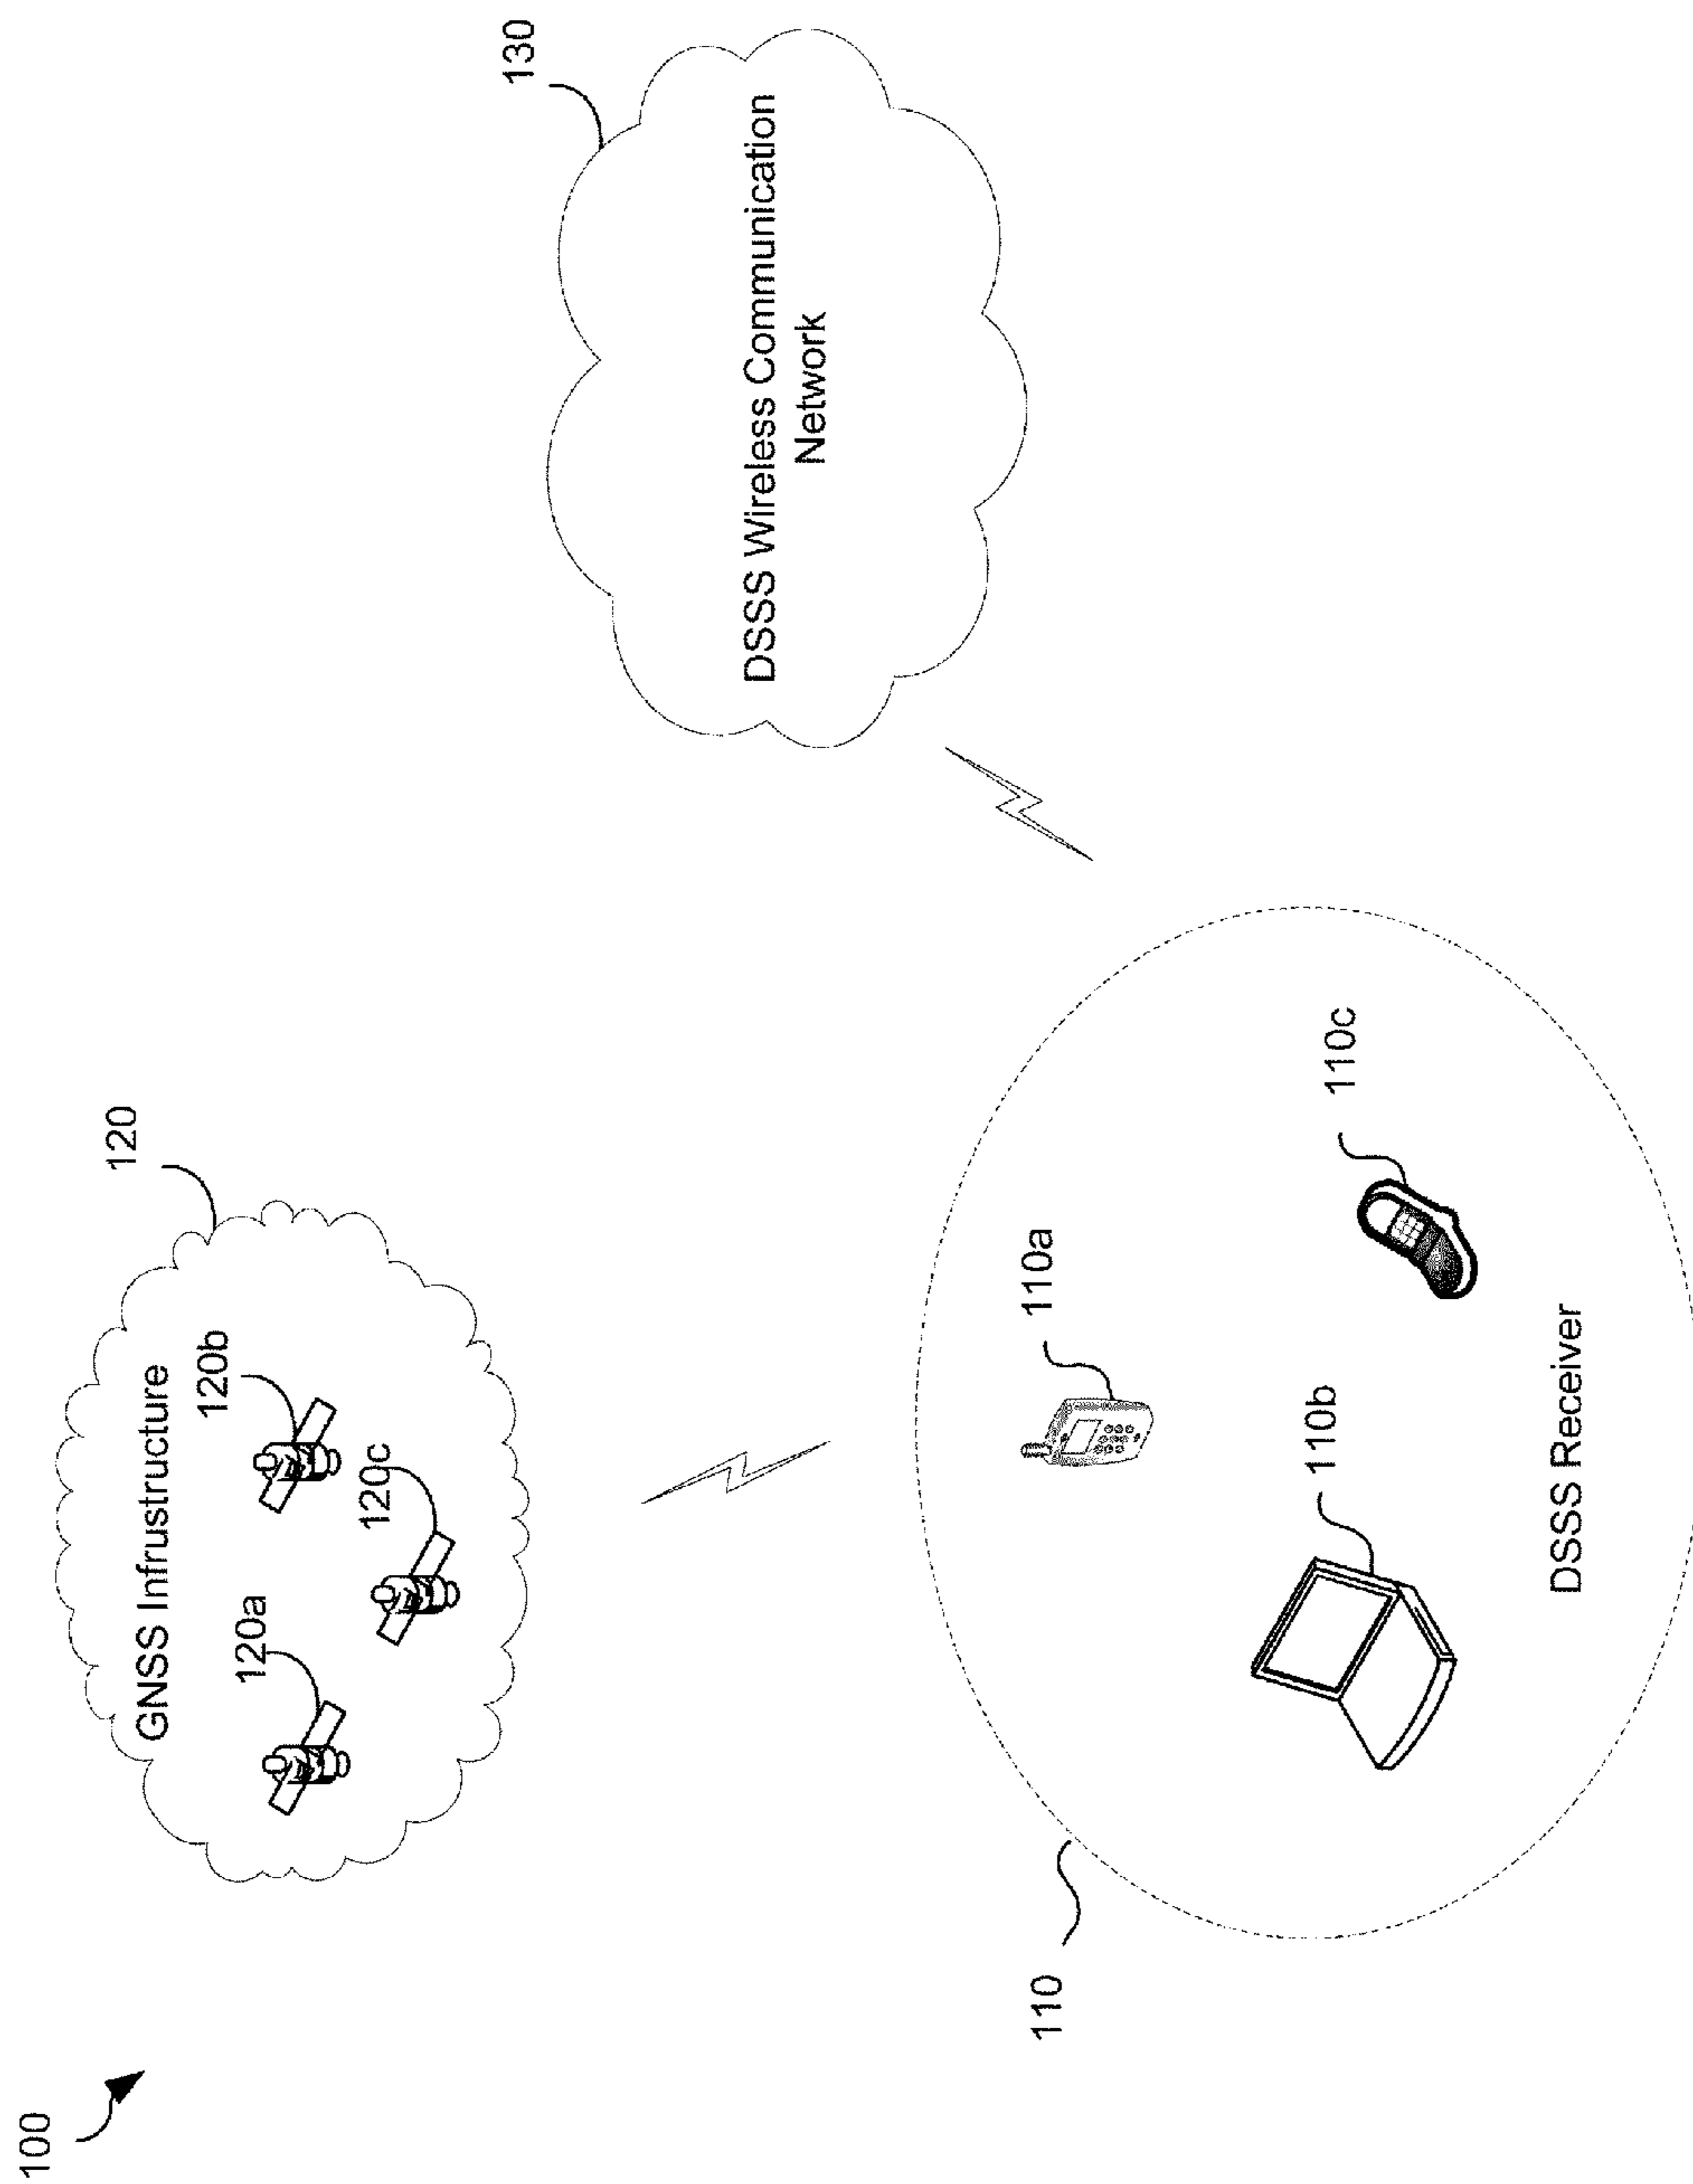 100
120
GNSS Infrustructure
120b
120a
120c
130
DSSS Wireless Communication
Network
110
110a
110b
110c
DSSS Receiver